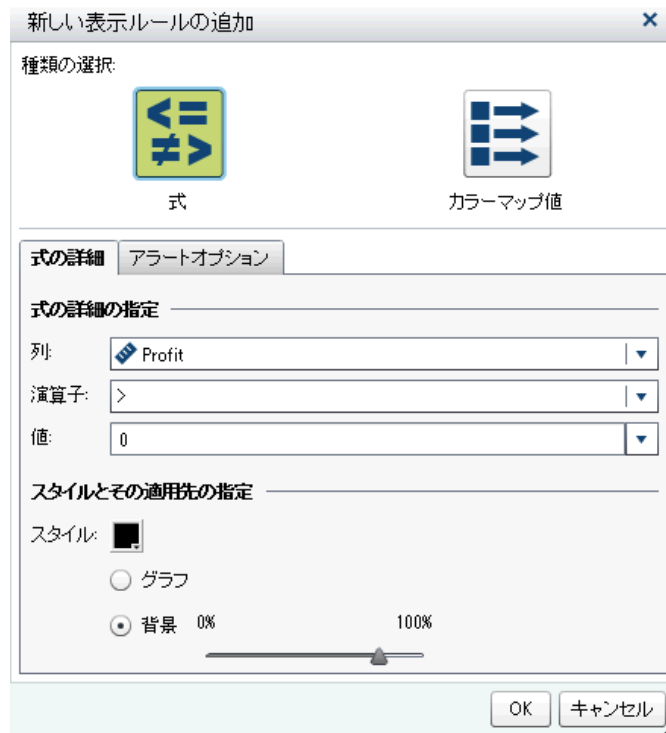 新しい表示ルールの追加
種類の選択:
式
カラーマップ値
式の詳細
アラートオプション
式の詳細の指定
列:
Profit
演算子:
>
値:
0
スタイルとその適用先の指定
スタイル:
グラフ
背景
0%
100%
OK
キャンセル